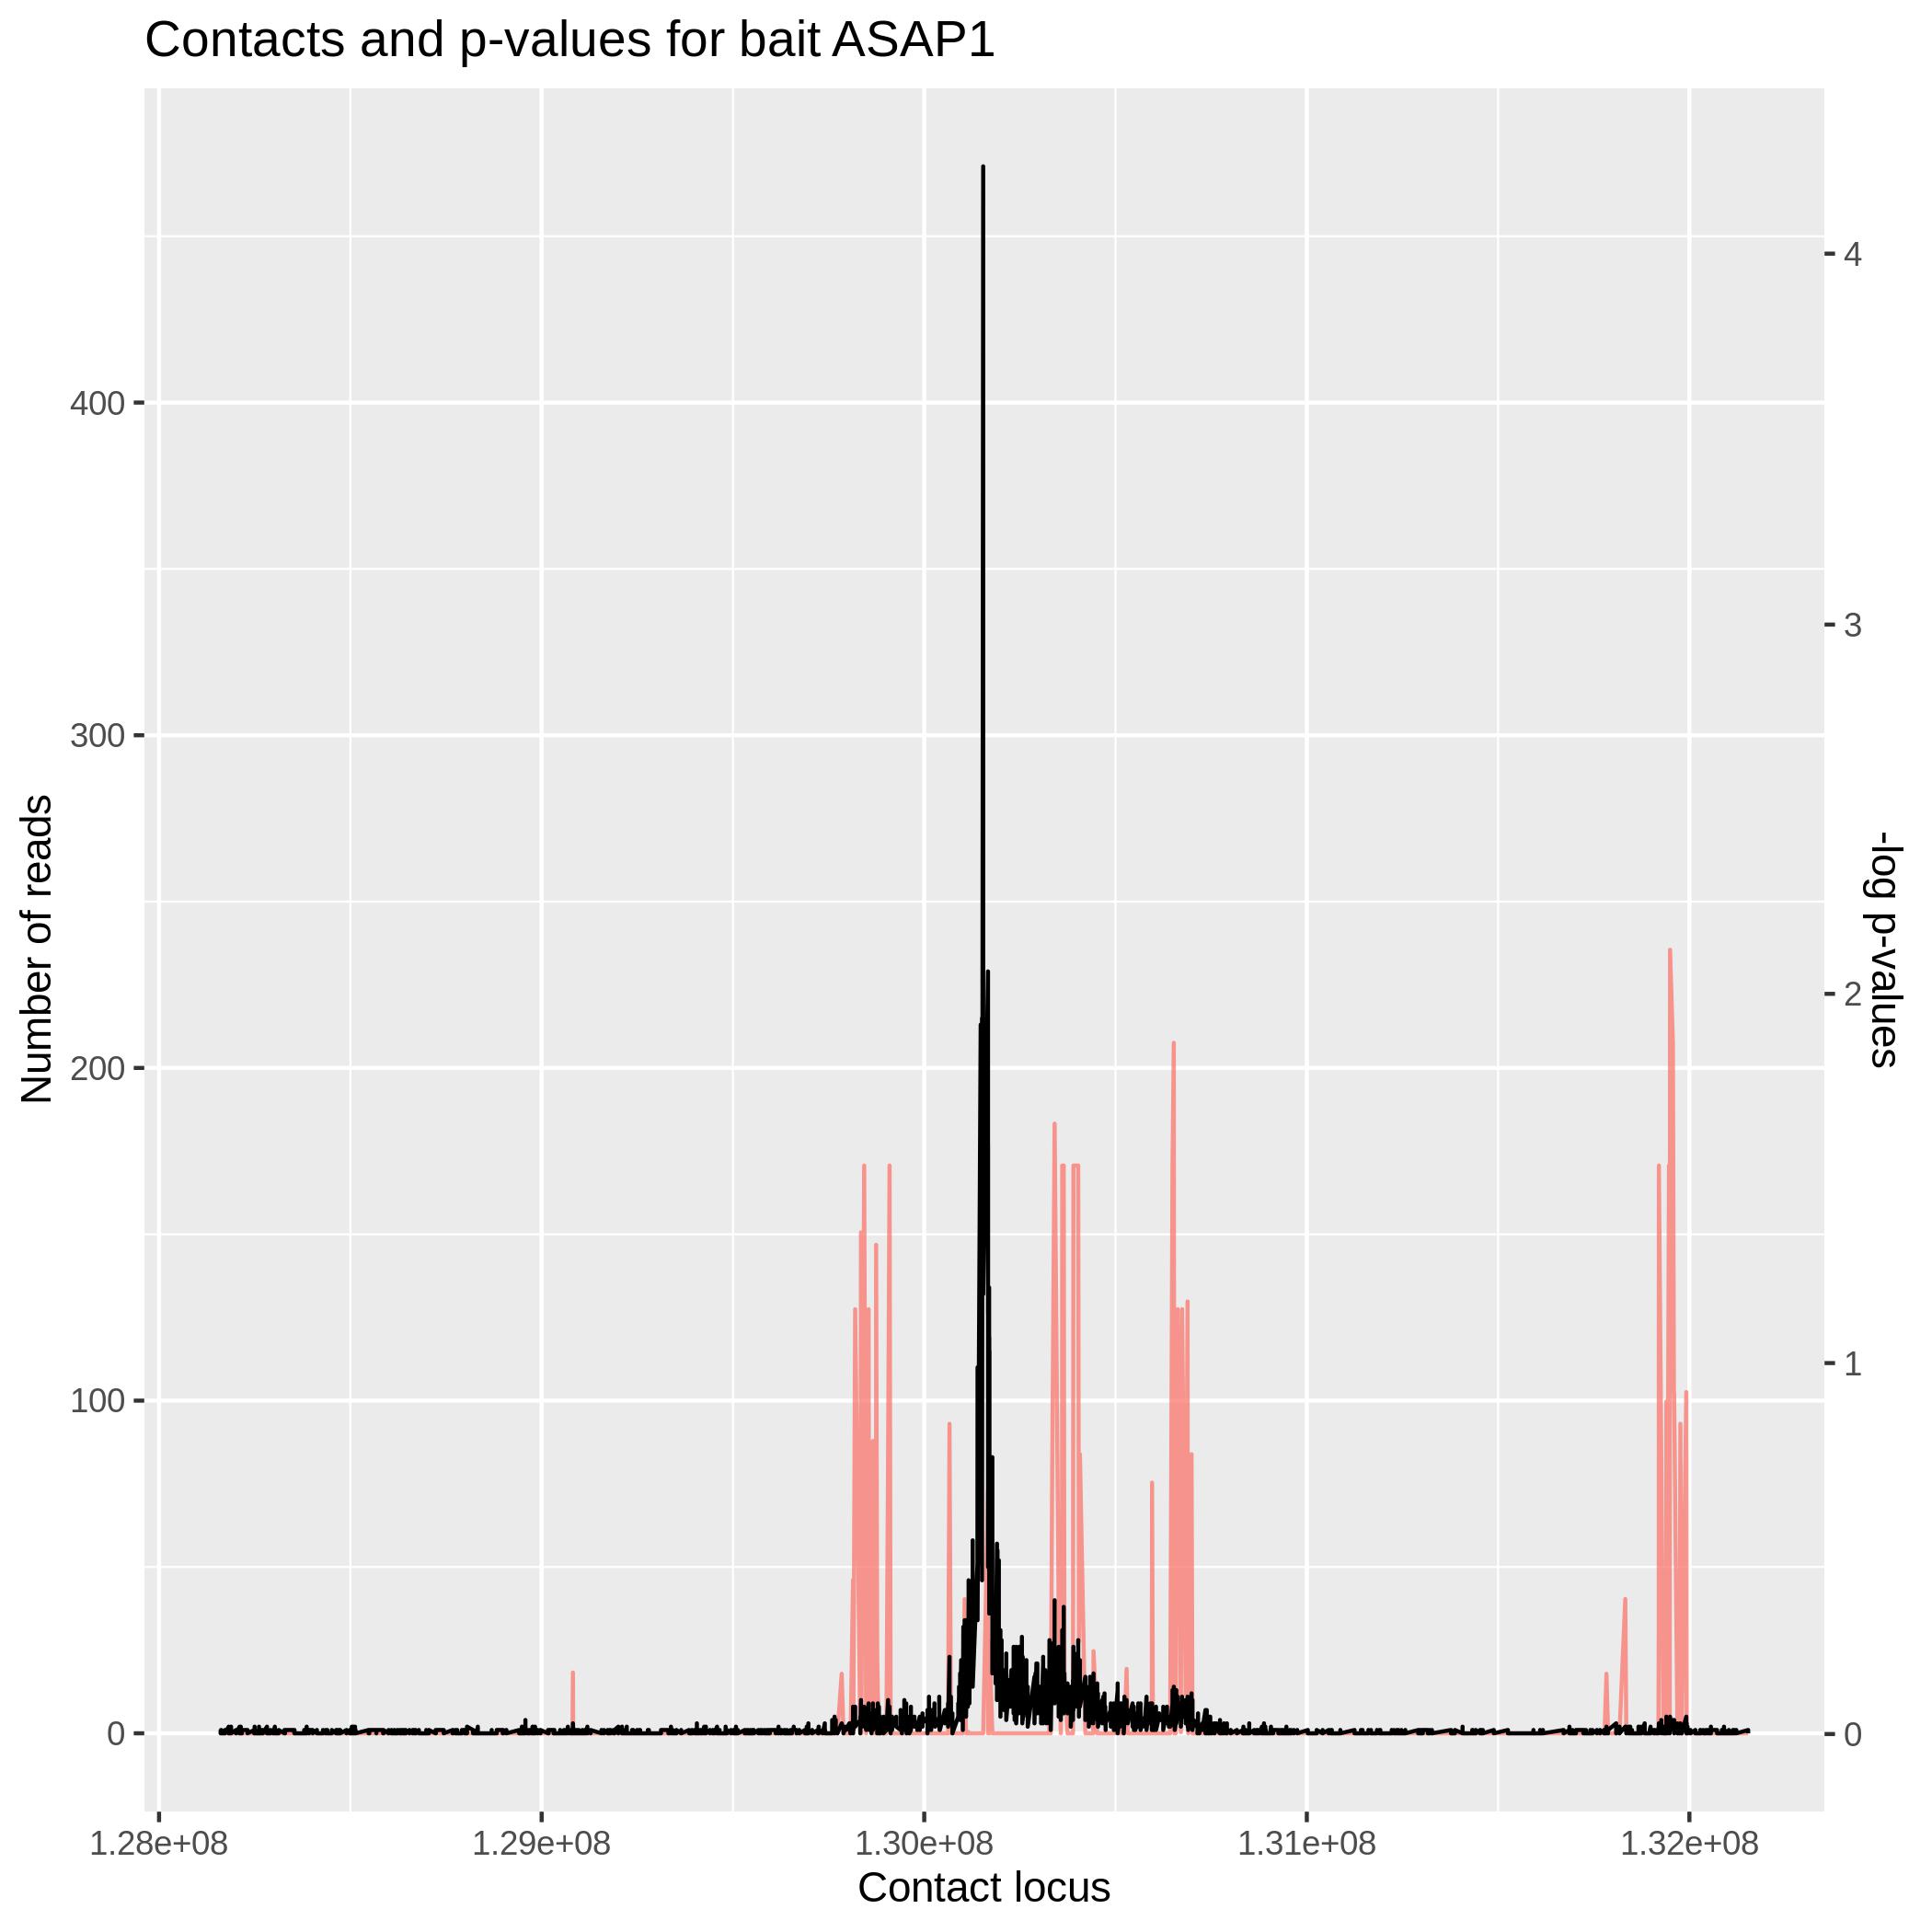 Contacts and p-values for bait ASAP1
Number of reads
400
300
200
100
0
4
3
2
1
0
-log p-values
1.28e+08 1.29e+08 1.30e+08 1.31e+08 1.32e+08
Contact locus